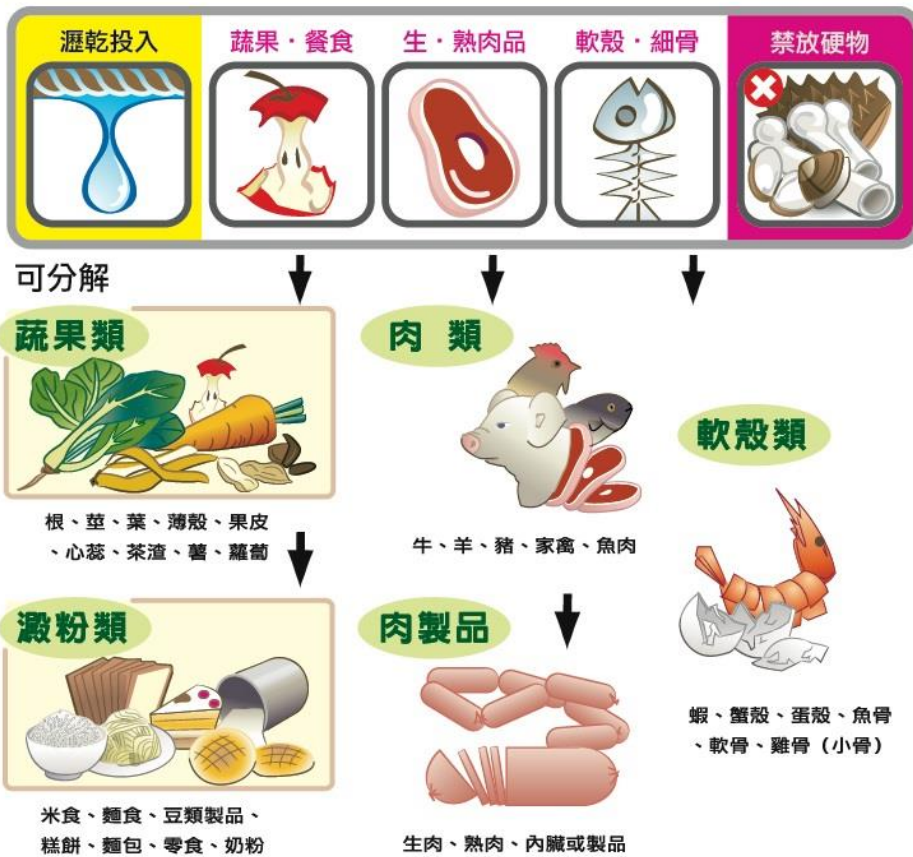 瀝乾投入
蔬果・餐食
生・熟肉品
軟殼・細骨
禁放硬物
可分解
蔬果類
根、莖、葉、薄殼、果皮
、心蕊、茶渣、薯、蘿蔔
澱粉類
米食、麵食、豆類製品、
糕餅、麵包、零食、奶粉
肉 類
牛、羊、豬、家禽、魚肉
肉製品
生肉、熟肉、內臟或製品
軟殼類
蝦、蟹殼、蛋殼、魚骨
、軟骨、雞骨（小骨）